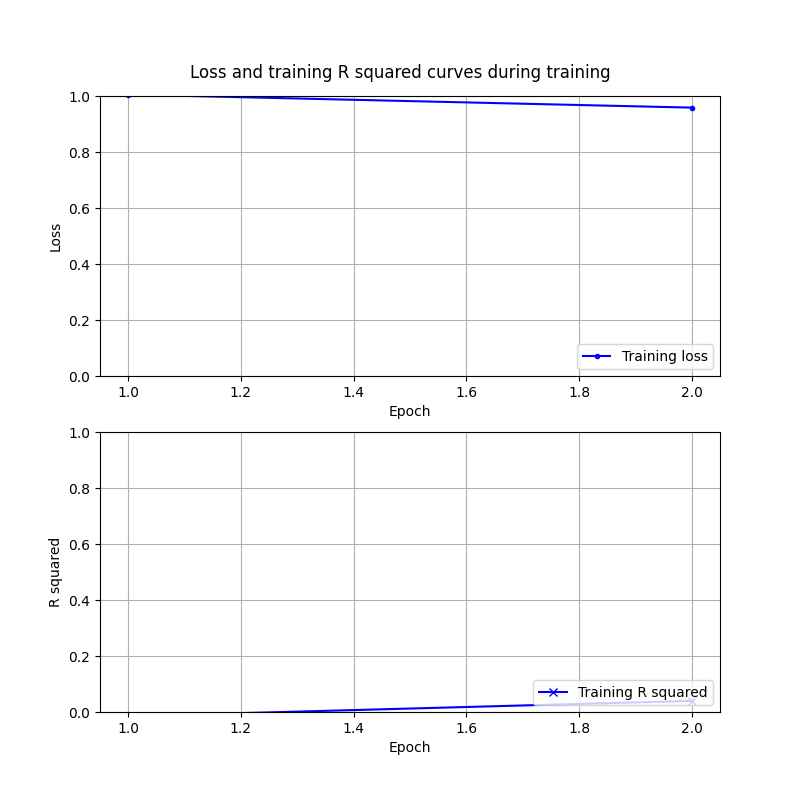 Loss and training R squared curves during training
1.0
0.8
0.6
0.4
0.2
0.0
Loss
Training loss
1.0 1.2 1.4 1.6 1.8 2.0
Epoch
1.0
0.8
0.6
0.4
0.2
0.0
R squared
Training R squared
1.0 1.2 1.4 1.6 1.8 2.0
Epoch